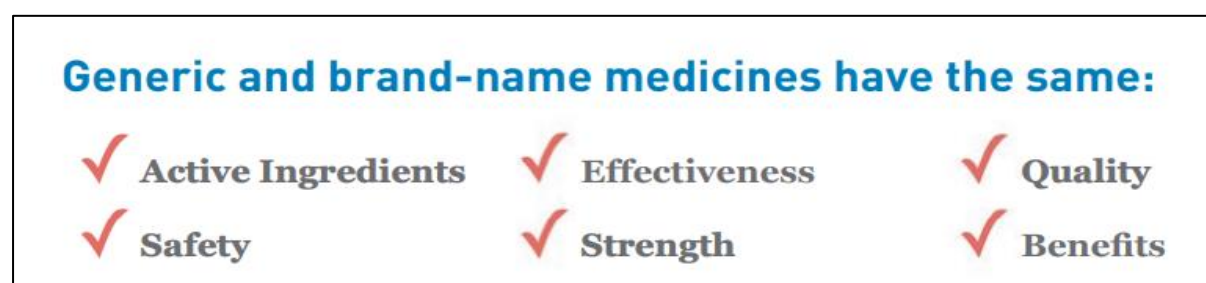 Generic and brand-name medicines have the same:
Active Ingredients Effectiveness Quality
Safety Strength Benefits